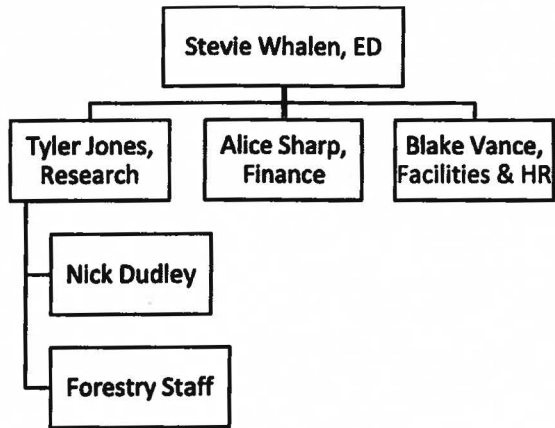 Stevie Whalen, ED
Tyler Jones,
Research
Alice Sharp,
Finance
Blake Vance,
Facilities & HR
Nick Dudley
Forestry Staff